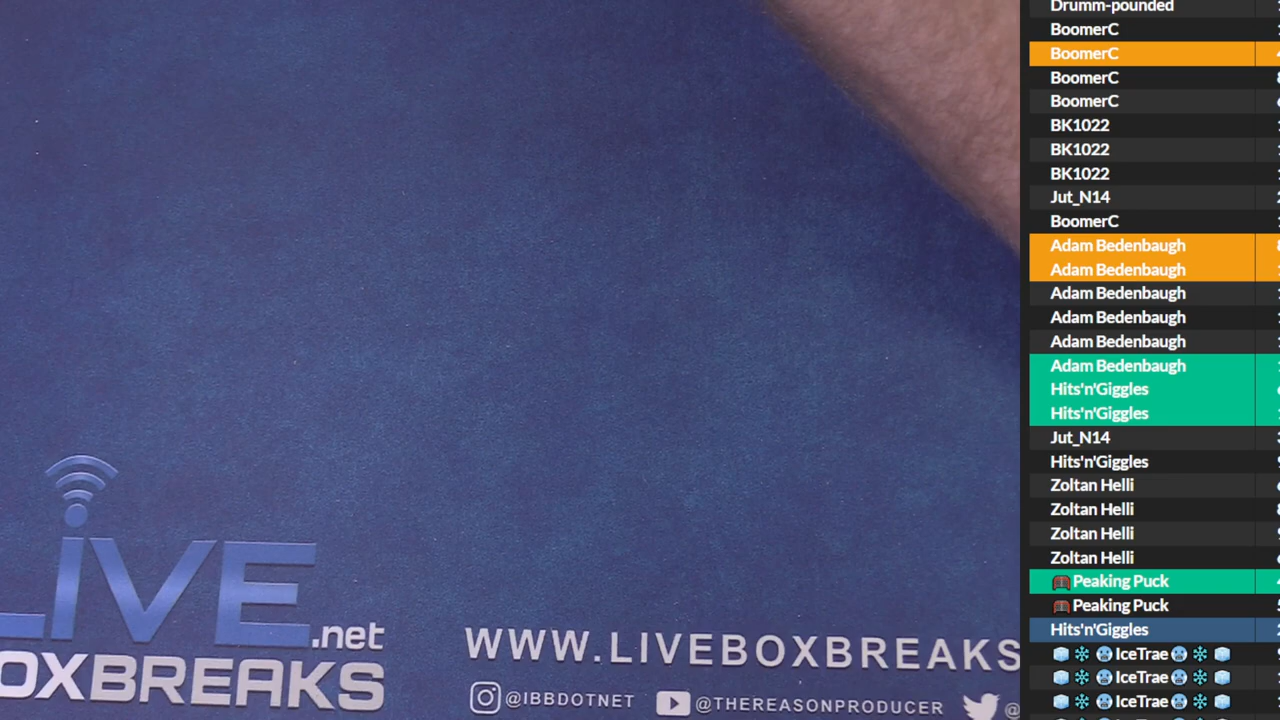 Drumm-pounded
BoomerC
BoomerC
BoomerC
BoomerC
BK1022
BK1022
BK1022
Jut_N14
BoomerC
Adam Bedenbaugh
Adam Bedenbaugh
Adam Bedenbaugh
Adam Bedenbaugh
Adam Bedenbaugh
Adam Bedenbaugh
Hits'n'Giggles
Hits'n'Giggles
Jut_N14
Hits'n'Giggles
Zoltan Helli
Zoltan Helli
Zoltan Helli
Zoltan Helli
Peaking Puck
Peaking Puck
Hits'n'Giggles
IceTrae
IceTrae
IceTrae
LIVE.net
OXBREAKS
WWW.LIVEBOXBREAKS
@IBBDOTNET @THEREASONPRODUCER @